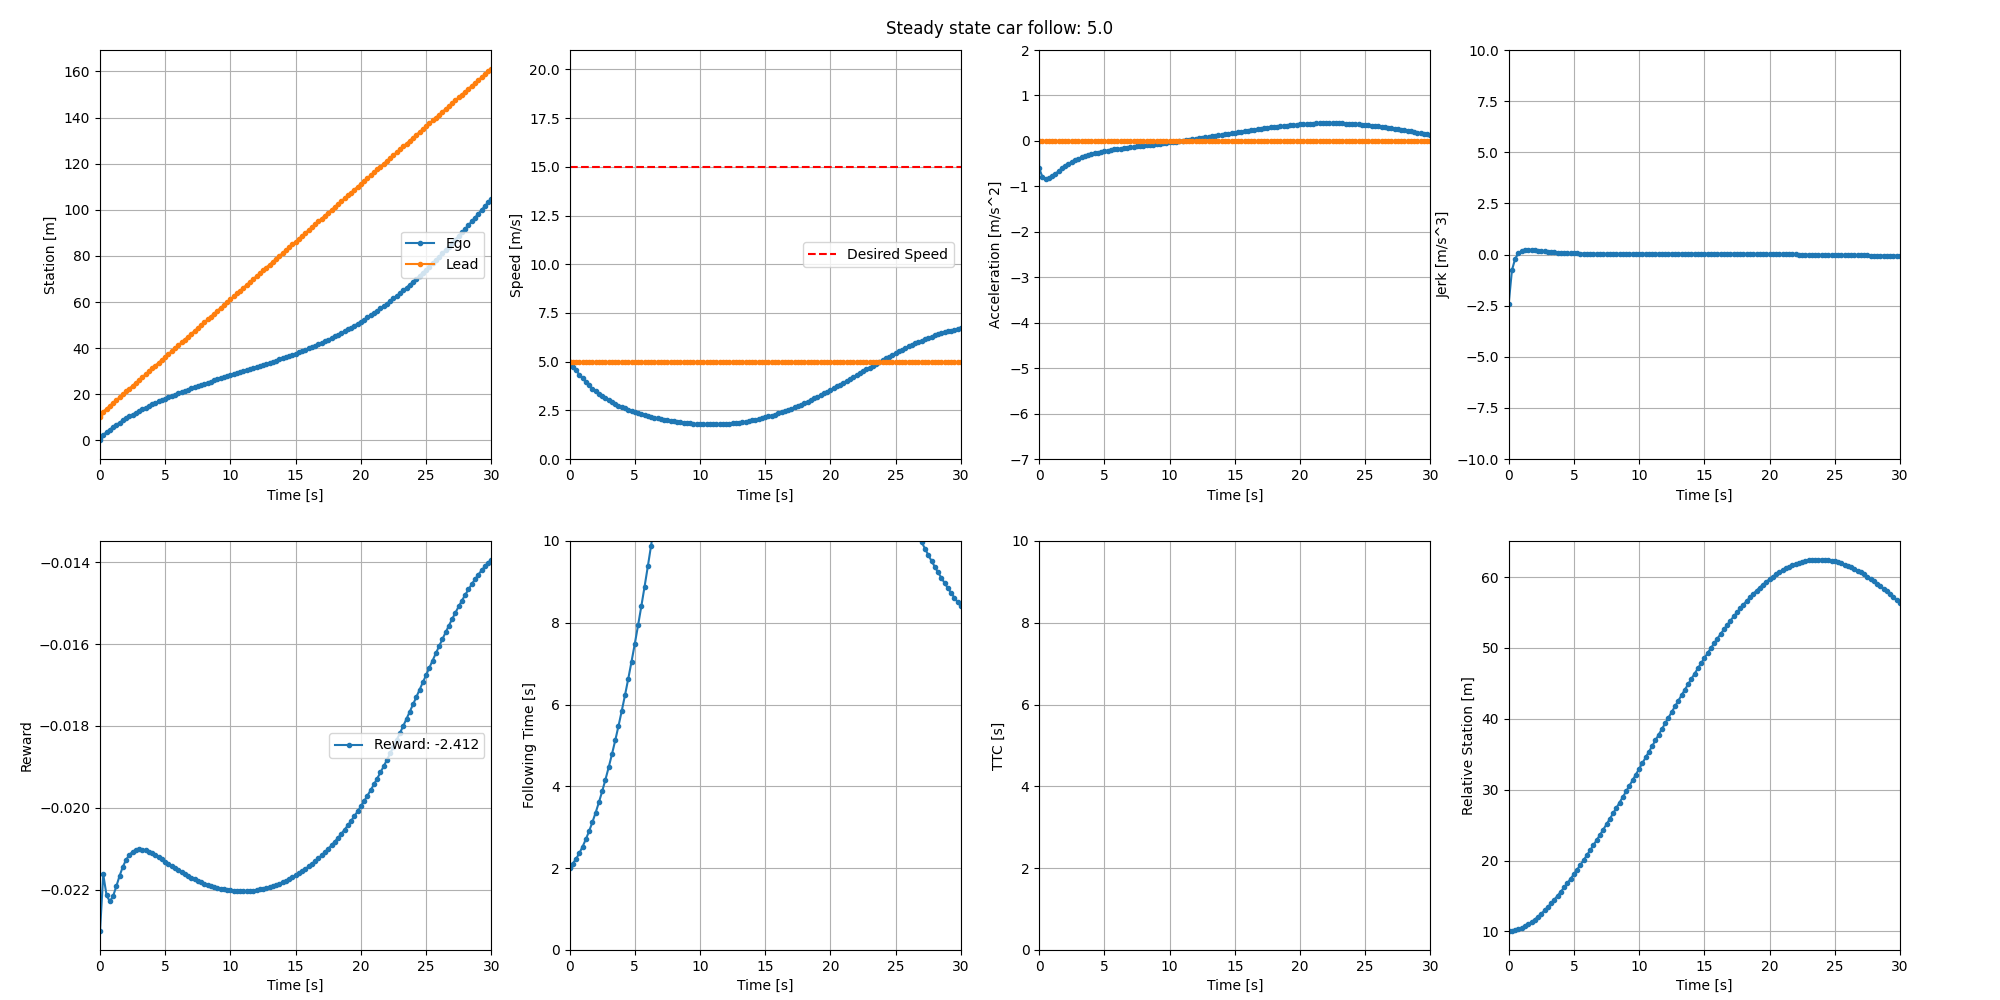 Steady state car follow: 5.0
160
140
120
100
80
60
40
20
0
Station [m]
Ego
Lead
0 5 10 15 20 25 30
Time [s]
20.0
17.5
15.0
12.5
10.0
7.5
5.0
2.5
0.0
Speed [m/s]
Desired Speed
0 5 10 15 20 25 30
Time [s]
2
1
0
−1
−2
−3
−4
−5
−6
−7
Acceleration [m/s^2]
0 5 10 15 20 25 30
Time [s]
10.0
7.5
5.0
2.5
0.0
−2.5
−5.0
−7.5
−10.0
Jerk [m/s^3]
0 5 10 15 20 25 30
Time [s]
−0.014
−0.016
−0.018
−0.020
−0.022
Reward
Reward: -2.412
0 5 10 15 20 25 30
Time [s]
10
8
6
4
2
0
Following Time [s]
0 5 10 15 20 25 30
Time [s]
10
8
6
4
2
0
TTC [s]
0 5 10 15 20 25 30
Time [s]
60
50
40
30
20
10
Relative Station [m]
0 5 10 15 20 25 30
Time [s]